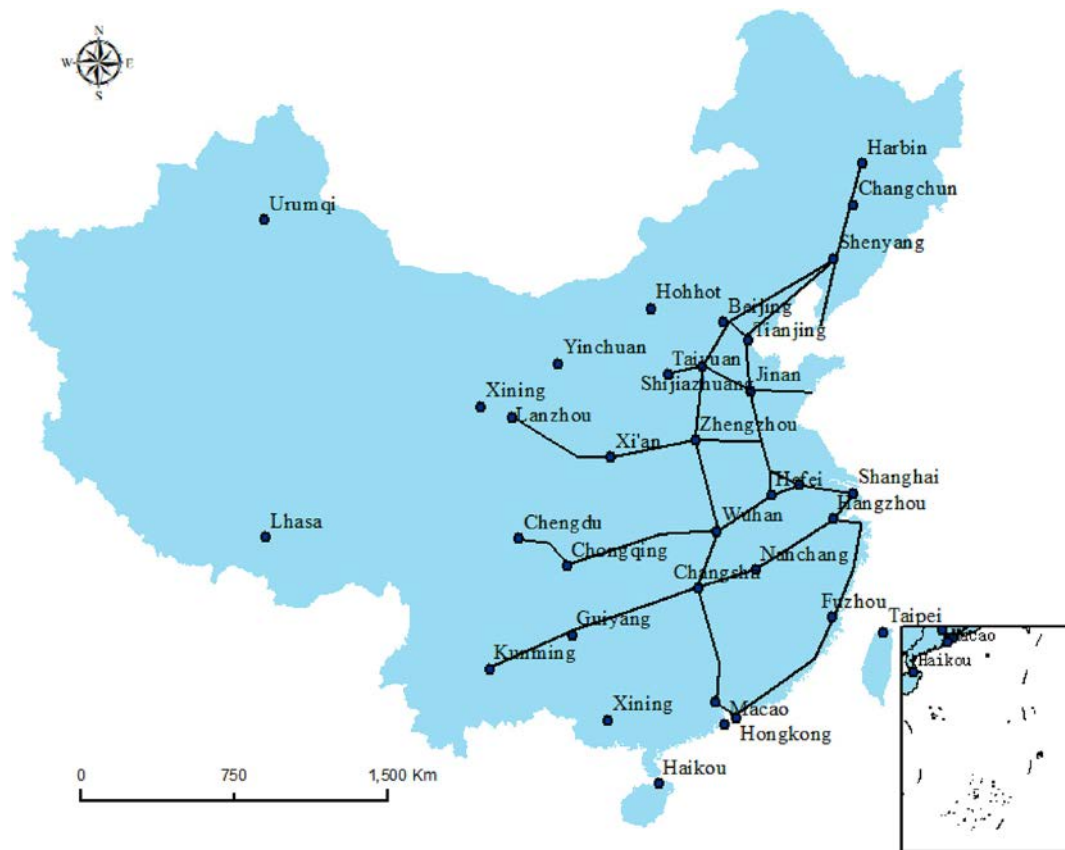 N
W E
S
Harbin
Changchun
Urumqi
Shenyang
Hohhot
Beijing
Tianjing
Yinchuan
Taiyuan
Jinan
Shijiazhuang
Xining
Lanzhou
Zhengzhou
Xi'an
Hefei
Shanghai
Hangzhou
Lhasa
Chengdu
Wuhan
Chongqing
Nanchang
Changsha
Fuzhou
Taipei
Guiyang
Kunming
Macao
Haikou
Xining
Macao
Hongkong
Haikou
0 750 1,500 Km